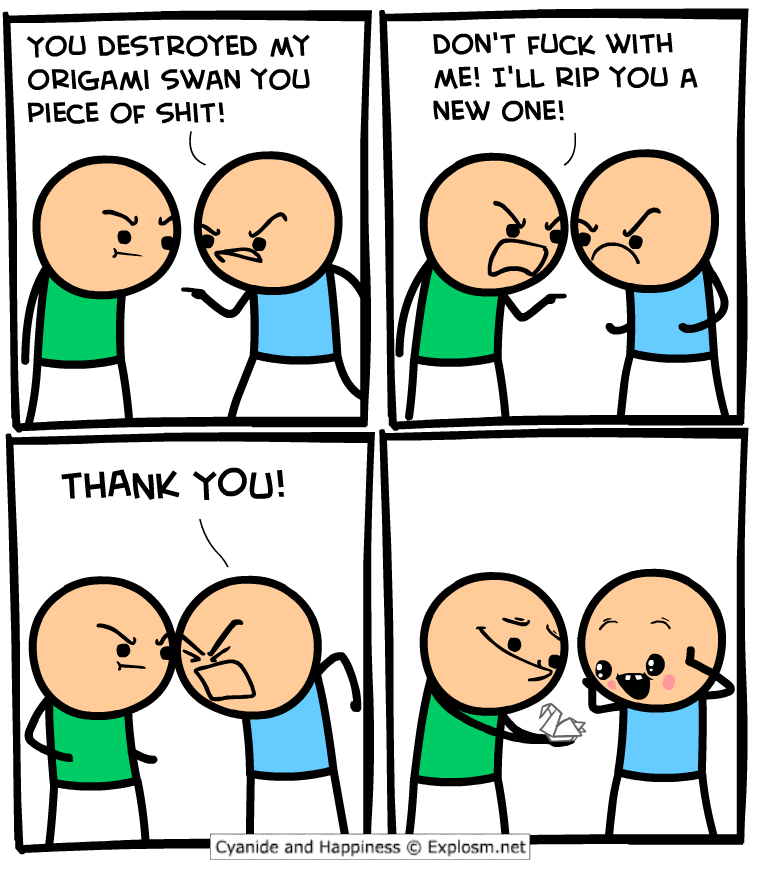 YOU DESTROYED MY
ORIGAMI SWAN YOU
PIECE OF SHIT!
DON'T FUCK WITH
ME! I'LL RIP YOU A
NEW ONE!
THANK YOU!
Cyanide and Happiness © Explosm.net